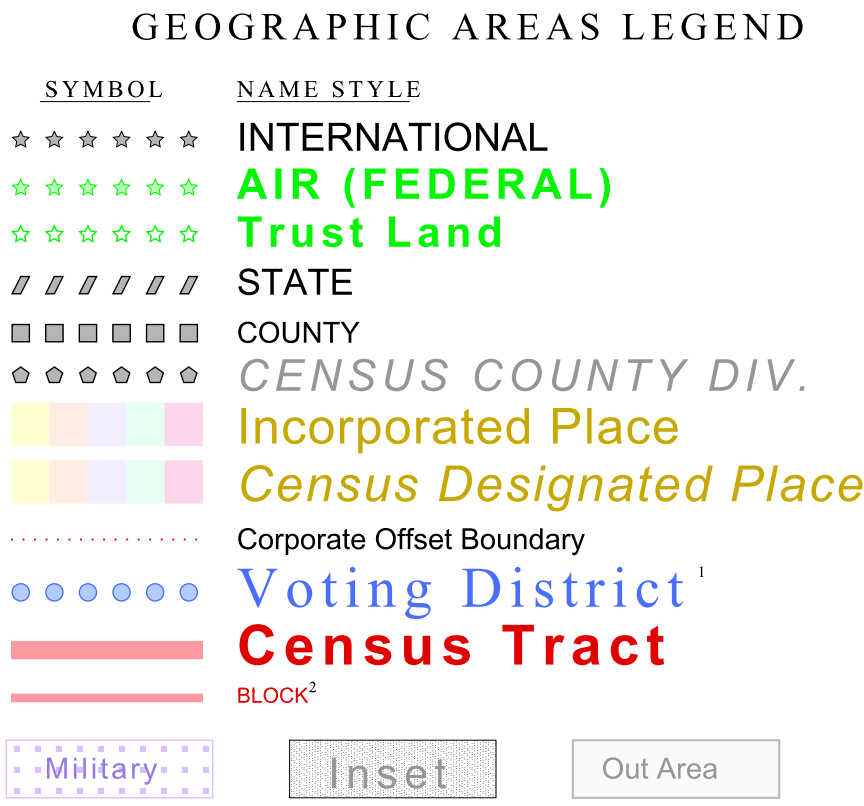 GEOGRAPHIC AREAS LEGEND
SYMBOL NAME STYLE
INTERNATIONAL
AIR (FEDERAL)
Trust Land
STATE
COUNTY
CENSUS COUNTY DIV.
Incorporated Place
Census Designated Place
Corporate Offset Boundary
Voting District 1
Census Tract
BLOCK2
Military Inset Out Area